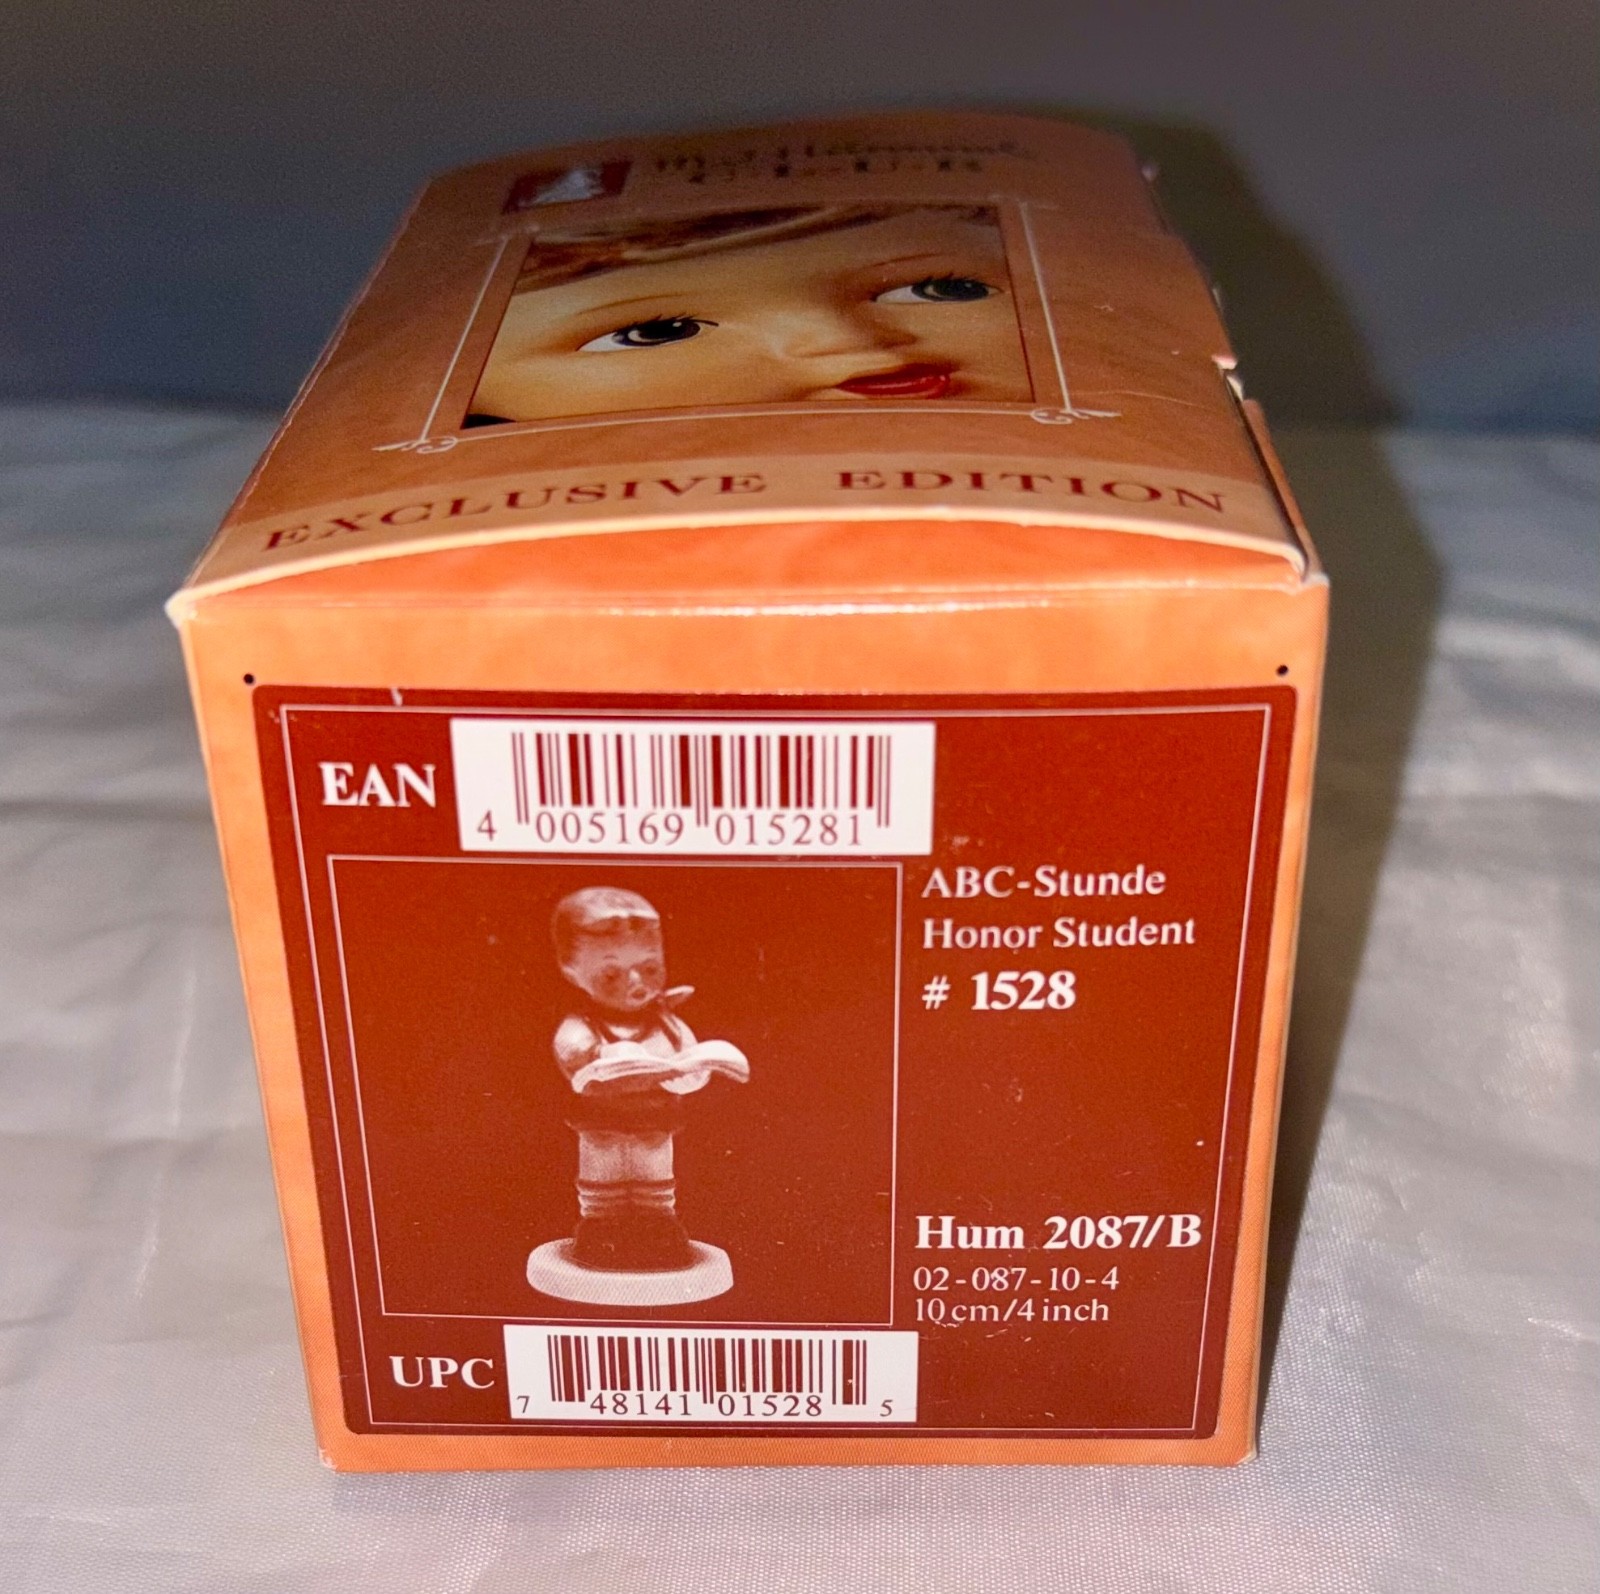 M.I. Hummel
C·L·U·B
EXCLUSIVE EDITION
EAN
4 005169 015281
ABC-Stunde
Honor Student
# 1528
Hum 2087/B
02-087-10-4
10 cm/4 inch
UPC
7 48141 01528 5